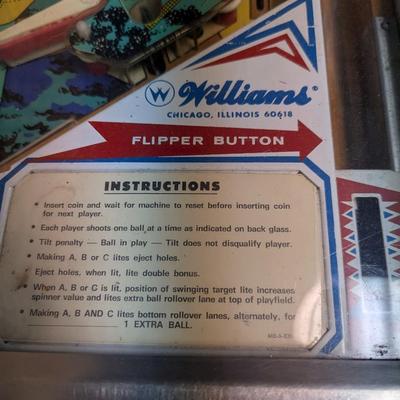 Williams®
CHICAGO, ILLINOIS 60618
FLIPPER BUTTON
INSTRUCTIONS
• Insert coin and wait for machine to reset before inserting coin
for next player.
• Each player shoots one ball at a time as indicated on back glass.
• Tilt penalty — Ball in play — Tilt does not disqualify player.
• Making A, B or C lites eject holes.
Eject holes, when lit, lite double bonus.
• When A, B or C is lit, position of swinging target lite increases
spinner value and lites extra ball rollover lane at top of playfield.
• Making A, B AND C lites bottom rollover lanes, alternately, for
1 EXTRA BALL.